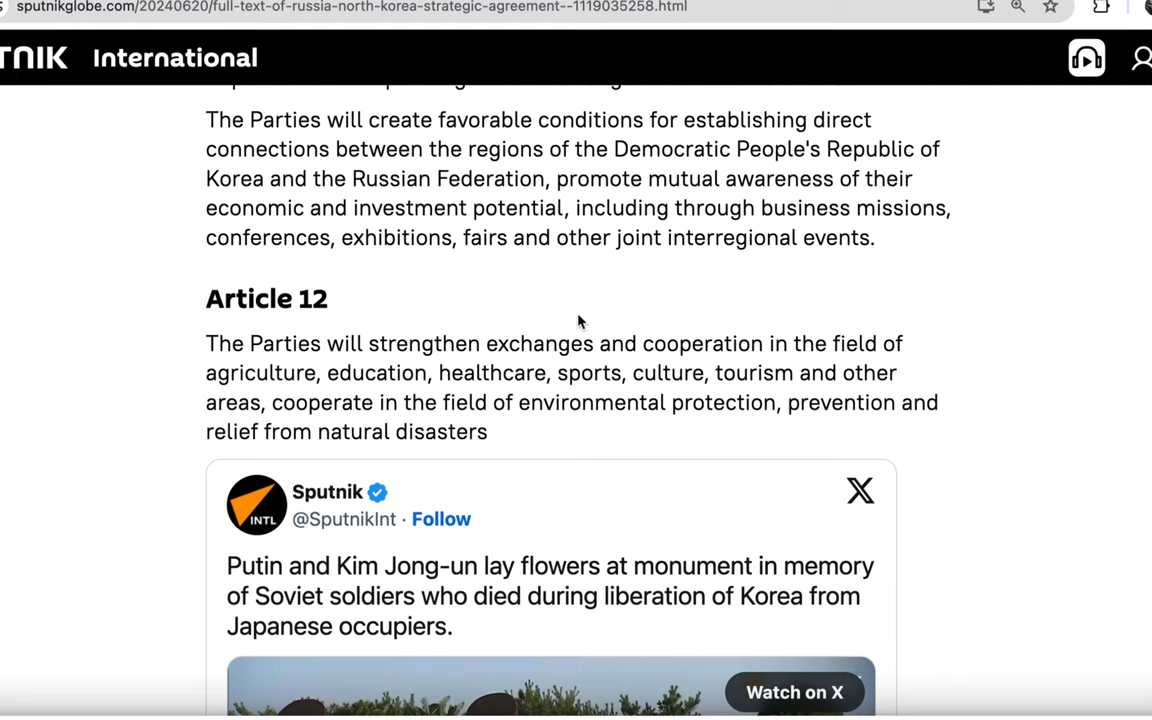 sputnikglobe.com/20240620/full-text-of-russia-north-korea-strategic-agreement--1119035258.html
TNIK International
The Parties will create favorable conditions for establishing direct
connections between the regions of the Democratic People's Republic of
Korea and the Russian Federation, promote mutual awareness of their
economic and investment potential, including through business missions,
conferences, exhibitions, fairs and other joint interregional events.
Article 12
The Parties will strengthen exchanges and cooperation in the field of
agriculture, education, healthcare, sports, culture, tourism and other
areas, cooperate in the field of environmental protection, prevention and
relief from natural disasters
Sputnik
INTL
@SputnikInt · Follow
Putin and Kim Jong-un lay flowers at monument in memory
of Soviet soldiers who died during liberation of Korea from
Japanese occupiers.
Watch on X